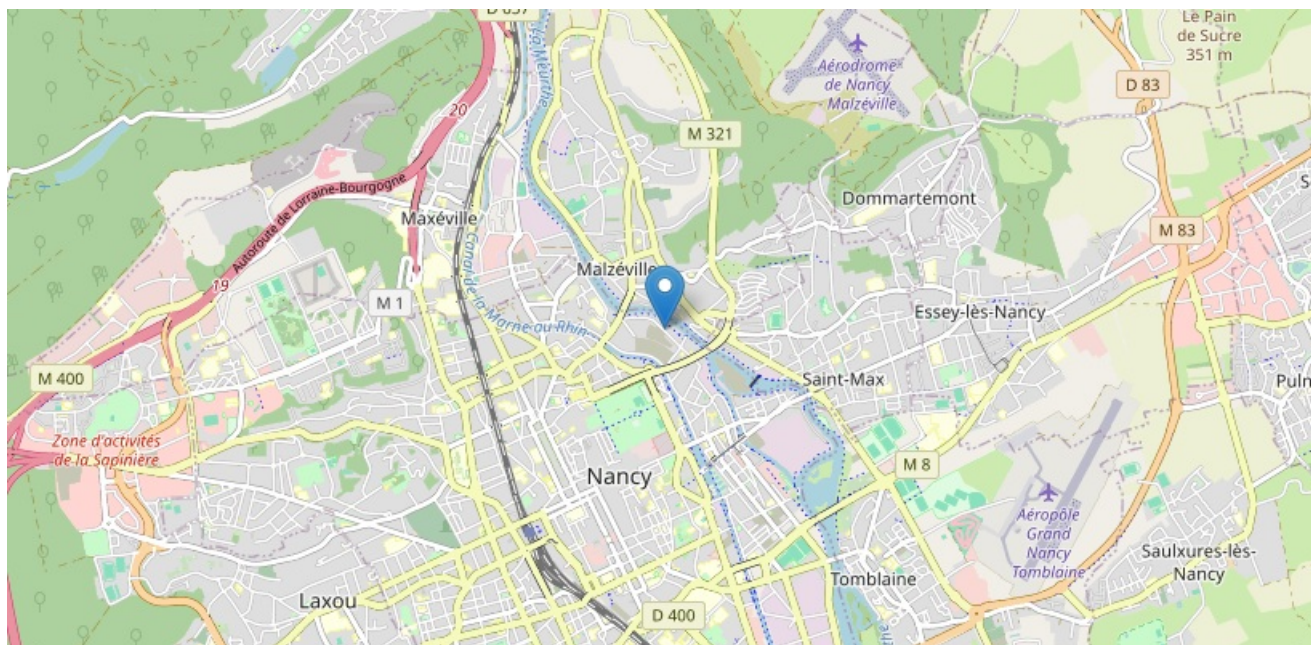 D 657
La Meurthe
Le Pain
de Sucre
351 m
Aérodrome
de Nancy
Malzéville
D 83
20
M 321
Autoroute de Lorraine-Bourgogne
Dommartemont
Maxéville
M 83
Canal de la Marne au Rhin
Malzéville
19
M 1
Essey-lès-Nancy
M 400
Saint-Max
Puln
Zone d'activités
de la Sapinière
Nancy
M 8
Aéropôle
Grand
Nancy
Tomblaine
Saulxures-lès-
Nancy
Tomblaine
Laxou
D 400